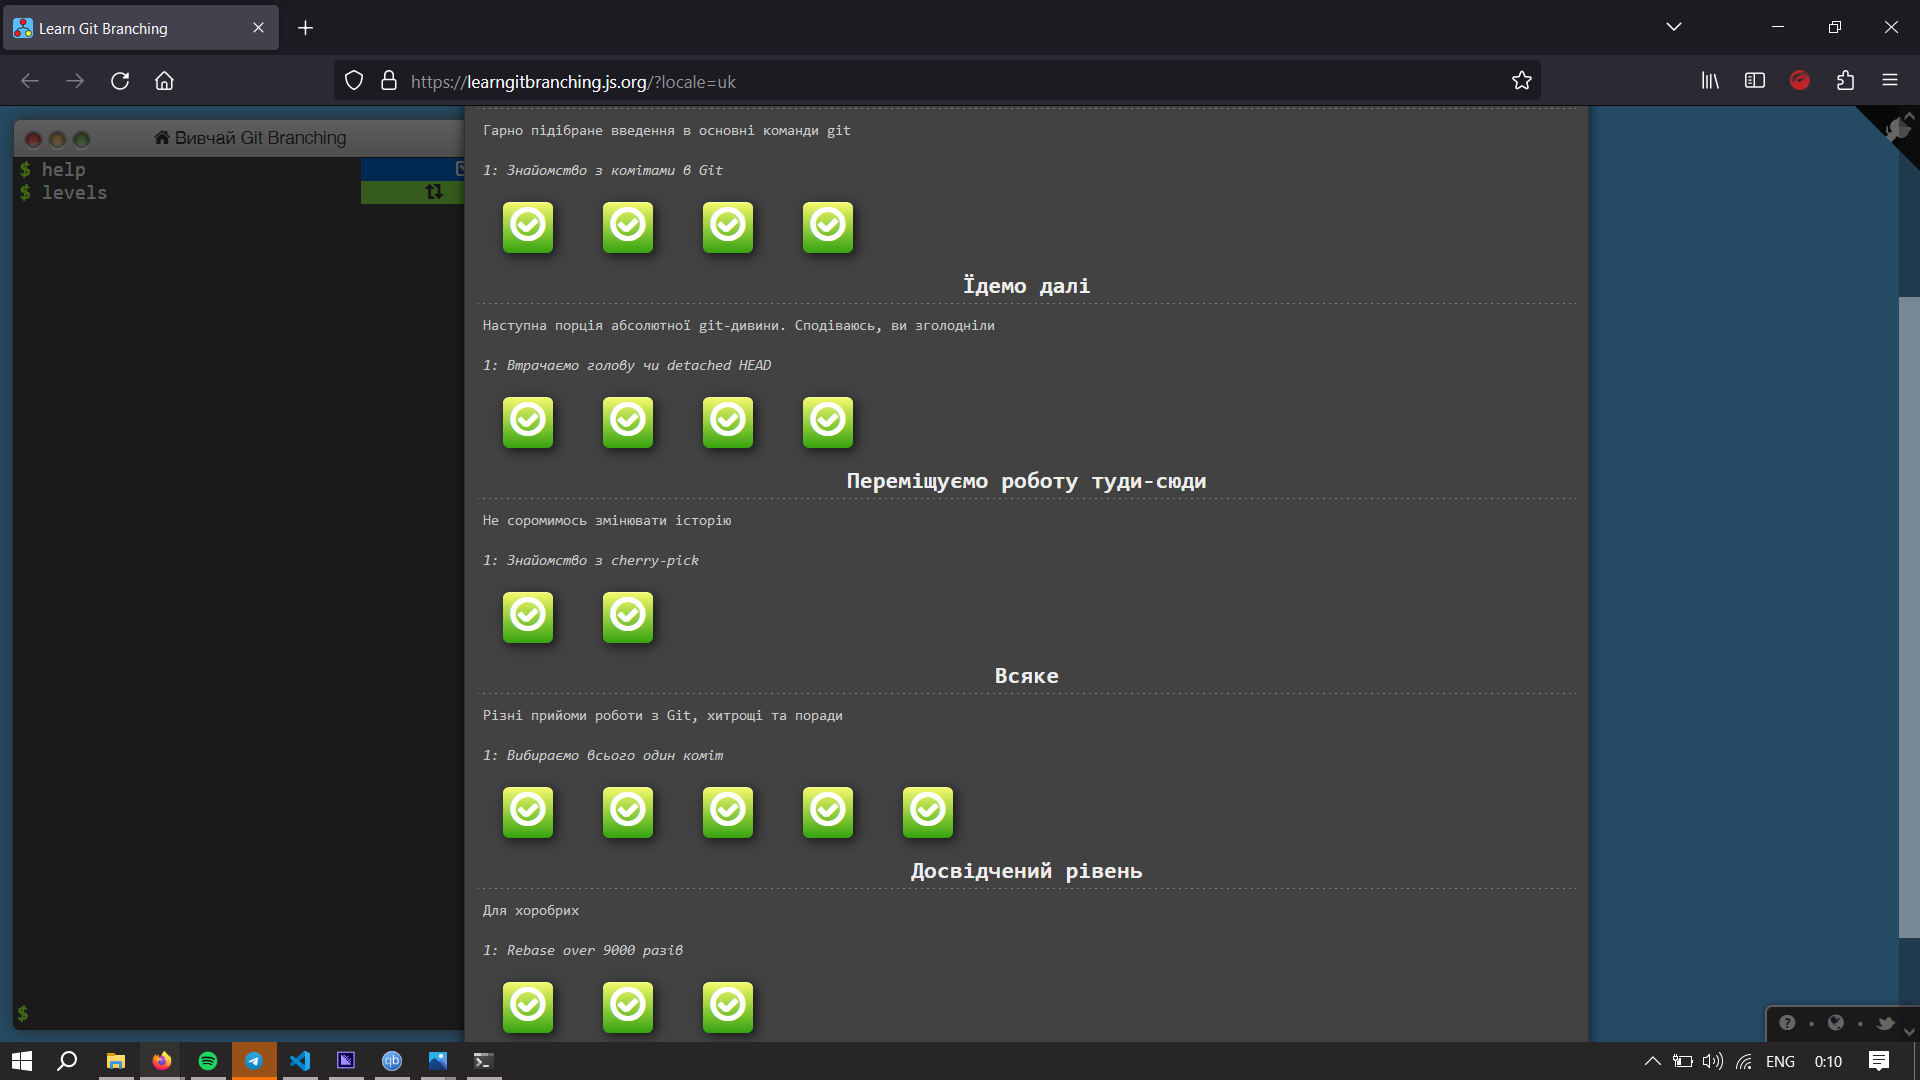 Learn Git Branching
https://learngitbranching.js.org/?locale=uk
Вивчай Git Branching
$ help
$ levels
$
Гарно підібране введення в основні команди git
1: Знайомство з комітами в Git
Їдемо далі
Наступна порція абсолютної git-дивини. Сподіваюсь, ви зголодніли
1: Втрачаємо голову чи detached HEAD
Переміщуємо роботу туди-сюди
Не соромимось змінювати історію
1: Знайомство з cherry-pick
Всяке
Різні прийоми роботи з Git, хитрощі та поради
1: Вибираємо всього один коміт
Досвідчений рівень
Для хоробрих
1: Rebase over 9000 разів
qb
ENG
0:10